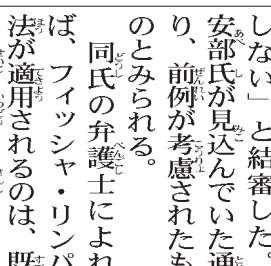 しない」と結審した。
安部氏が見込んでいた通
り、前例が考慮されたも
のとみられる。
同氏の弁護士によれ
ば、フィッシャ・リンパ
法が適用されるのは、既